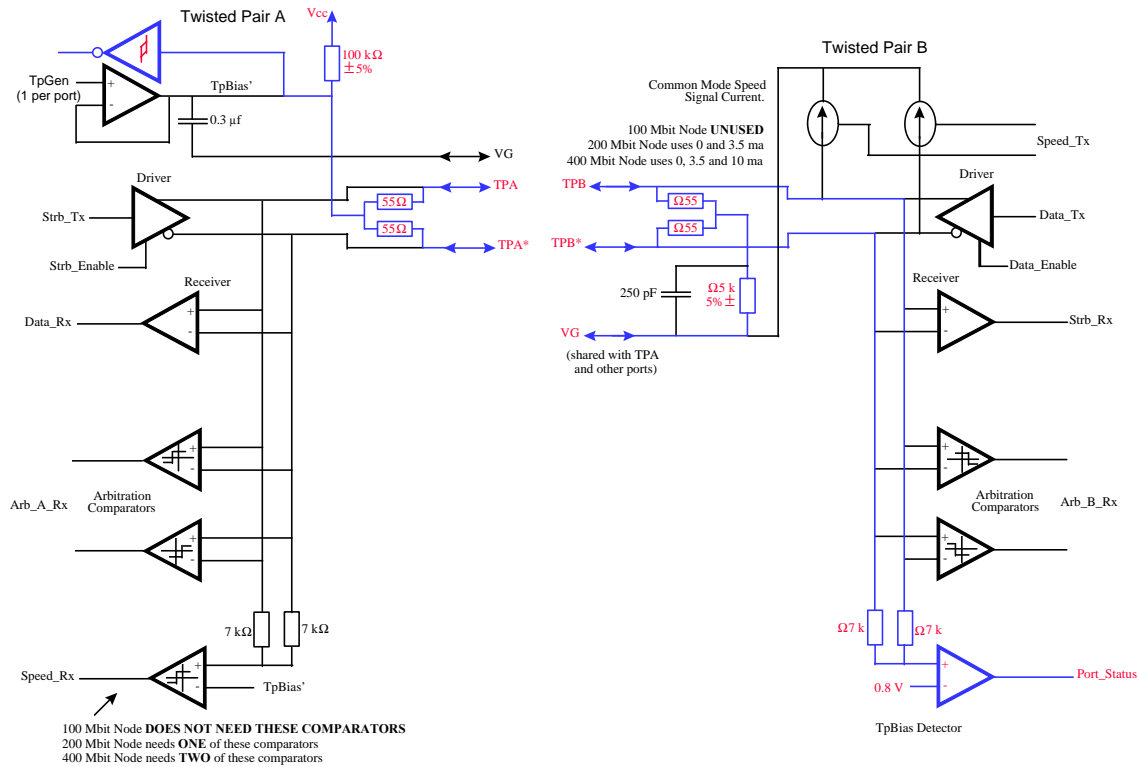 Twisted Pair A
Vcc
100 kΩ
±5%
TpGen
(1 per port)
+
-
TpBias'
0.3 µf
VG
Driver
TPA
55Ω
55Ω
TPA*
Strb_Tx
Strb_Enable
Receiver
Data_Rx
+
-
+
-
Arb_A_Rx
Arbitration
Comparators
+
-
7 kΩ
7 kΩ
Speed_Rx
+
-
TpBias'
100 Mbit Node DOES NOT NEED THESE COMPARATORS
200 Mbit Node needs ONE of these comparators
400 Mbit Node needs TWO of these comparators
Twisted Pair B
Common Mode Speed
Signal Current.
100 Mbit Node UNUSED
200 Mbit Node uses 0 and 3.5 ma
400 Mbit Node uses 0, 3.5 and 10 ma
Speed_Tx
TPB
Ω55
Ω55
TPB*
Driver
Data_Tx
Data_Enable
250 pF
Ω5 k
5% ±
VG
(shared with TPA
and other ports)
Receiver
+
-
Strb_Rx
+
-
Arbitration
Comparators
Arb_B_Rx
+
-
Ω7 k
Ω7 k
+
-
0.8 V
Port_Status
TpBias Detector